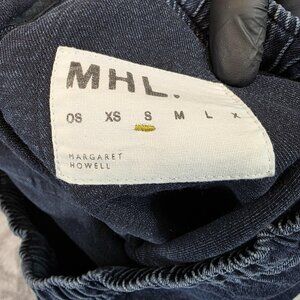 MHL.
OS XS S M L X
MARGARET
HOWELL